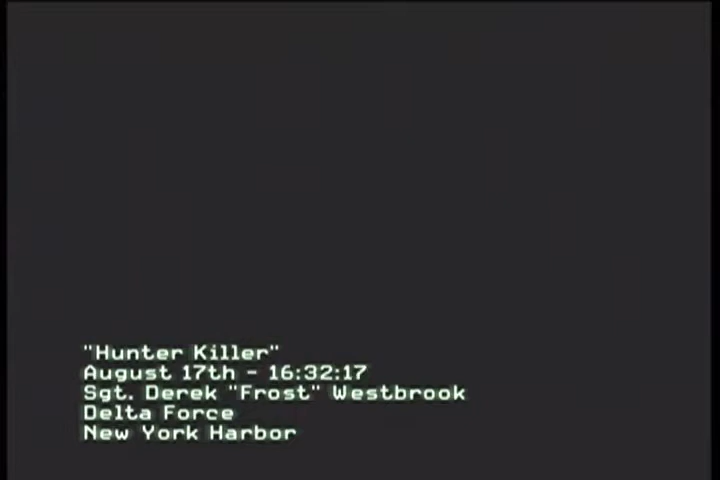 "Hunter Killer"
August 17th - 16:32:17
Sgt. Derek "Frost" Westbrook
Delta Force
New York Harbor